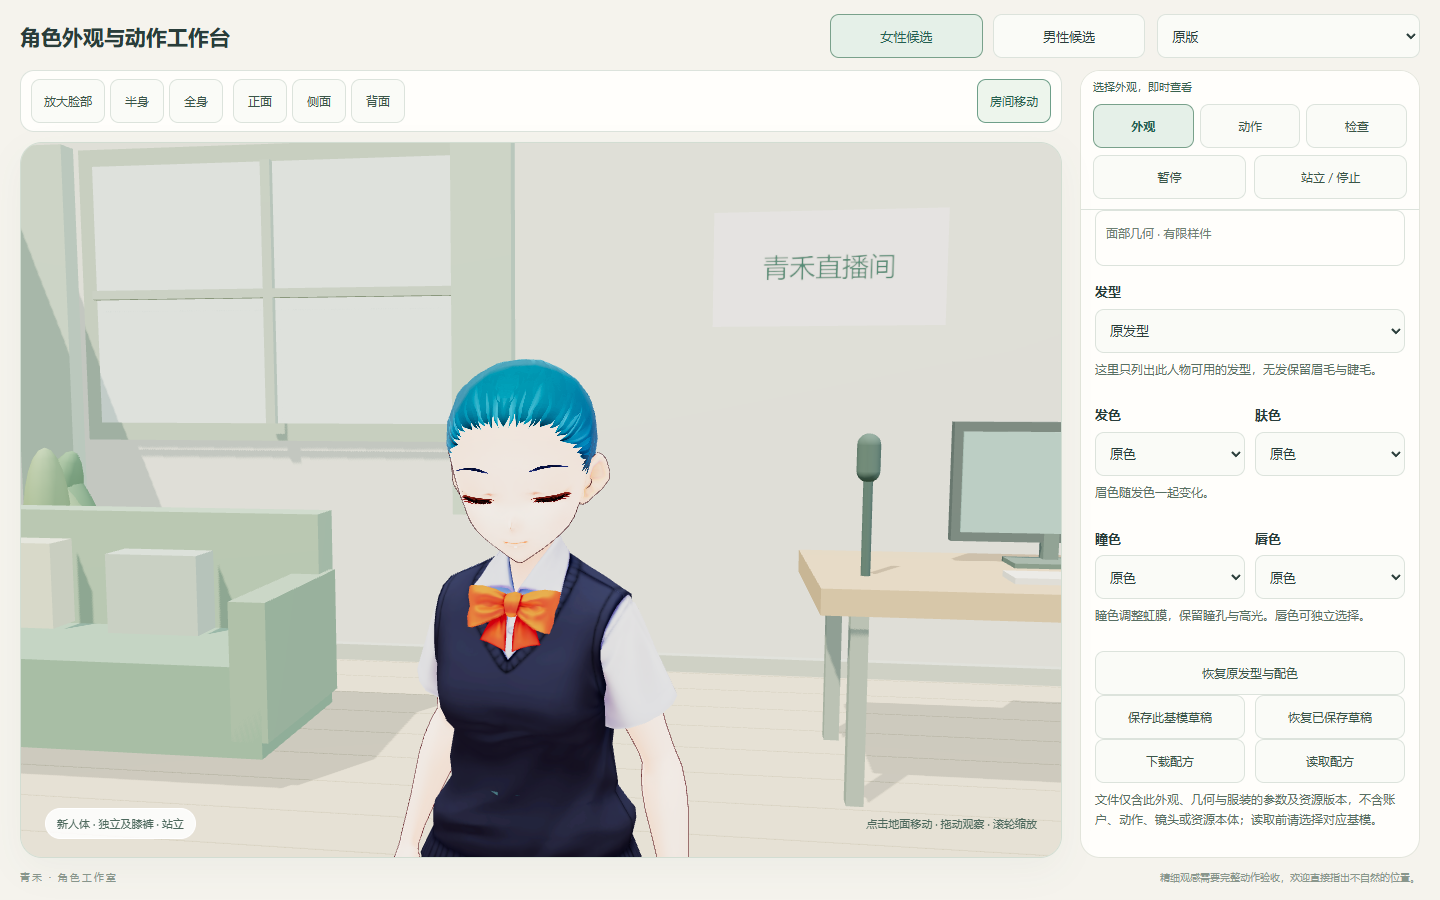 角色外观与动作工作台
女性候选
男性候选
原版
放大脸部
半身
全身
正面
侧面
背面
房间移动
青禾直播间
新人体 · 独立及膝裤 · 站立
点击地面移动 · 拖动观察 · 滚轮缩放
选择外观，即时查看
外观
动作
检查
暂停
站立 / 停止
面部几何 · 有限样件
发型
原发型
这里只列出此人物可用的发型，无发保留眉毛与睫毛。
发色
肤色
原色
原色
眉色随发色一起变化。
瞳色
唇色
原色
原色
瞳色调整虹膜，保留瞳孔与高光。唇色可独立选择。
恢复原发型与配色
保存此基模草稿
恢复已保存草稿
下载配方
读取配方
文件仅含此外观、几何与服装的参数及资源版本，不含账
户、动作、镜头或资源本体；读取前请选择对应基模。
青禾 · 角色工作室
精细观感需要完整动作验收，欢迎直接指出不自然的位置。